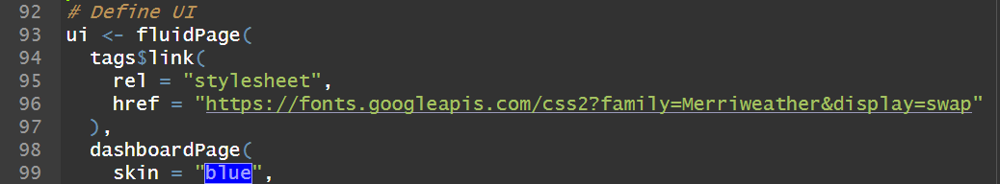 92 # Define UI
93 ui <- fluidPage(
94 tags$link(
95 rel = "stylesheet",
96 href = "https://fonts.googleapis.com/css2?family=Merriweather&display=swap"
97 ),
98 dashboardPage(
99 skin = "blue",